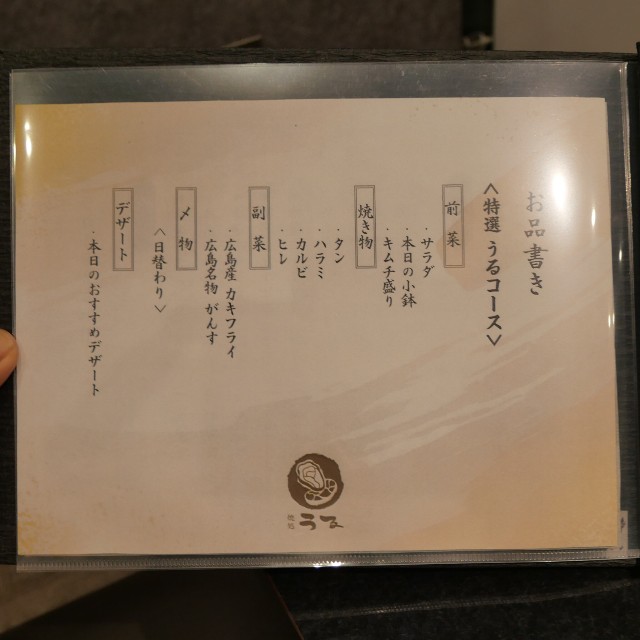 お品書き
〈特選 うるコース〉
前菜
・サラダ
・本日の小鉢
・キムチ盛り
焼き物
・タン
・ハラミ
・カルビ
・ヒレ
副菜
・広島産 カキフライ
・広島名物 がんす
〆物
〈日替わり〉
デザート
・本日のおすすめデザート
うる